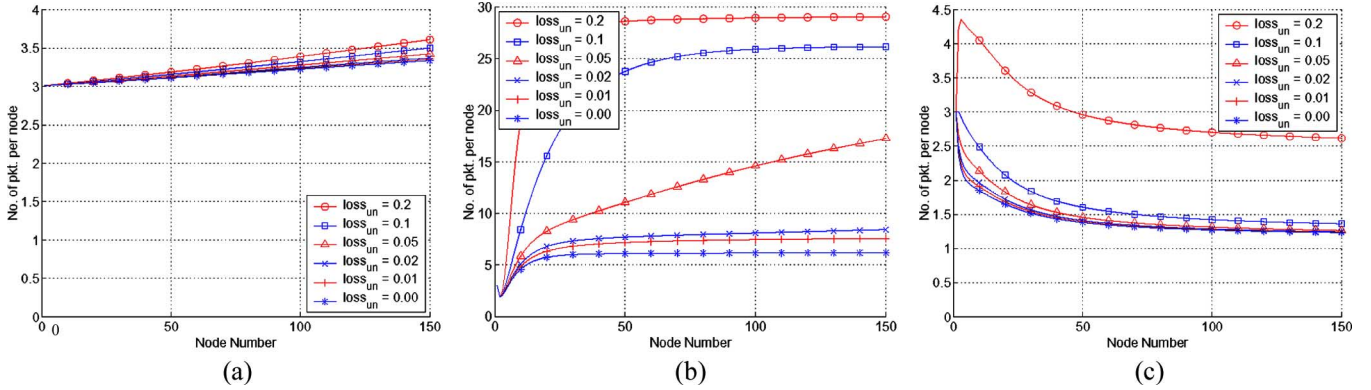 4
3.5
3
2.5
2
1.5
1
0.5
0
No. of pkt. per node
loss_un = 0.2
loss_un = 0.1
loss_un = 0.05
loss_un = 0.02
loss_un = 0.01
loss_un = 0.00
0 0 50 100 150
Node Number
(a)
30
25
20
15
10
5
0
No. of pkt. per node
loss_un = 0.2
loss_un = 0.1
loss_un = 0.05
loss_un = 0.02
loss_un = 0.01
loss_un = 0.00
0 50 100 150
Node Number
(b)
4.5
4
3.5
3
2.5
2
1.5
1
0.5
0
No. of pkt. per node
loss_un = 0.2
loss_un = 0.1
loss_un = 0.05
loss_un = 0.02
loss_un = 0.01
loss_un = 0.00
0 50 100 150
Node Number
(c)